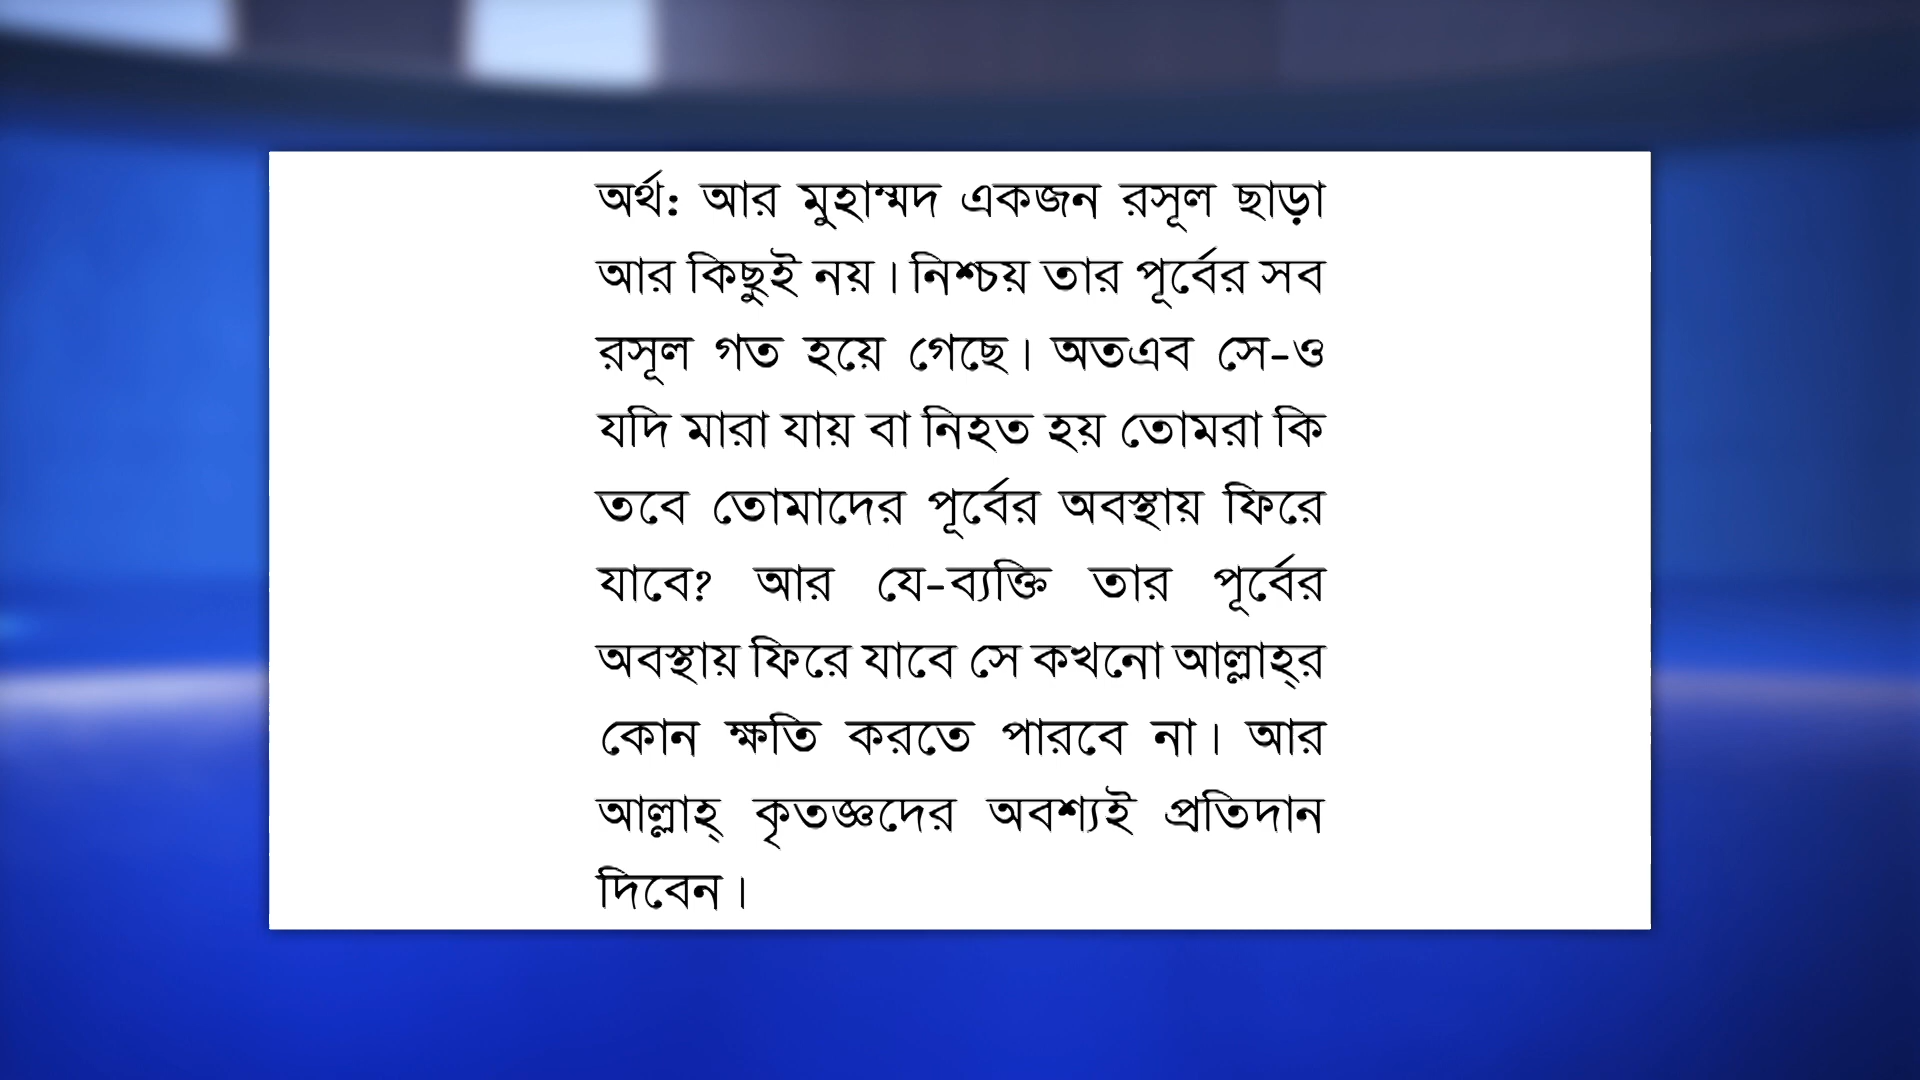 অর্থ: আর মুহাম্মদ একজন রসূল ছাড়া
আর কিছুই নয়। নিশ্চয় তার পূর্বের সব
রসূল গত হয়ে গেছে। অতএব সে-ও
যদি মারা যায় বা নিহত হয় তোমরা কি
তবে তোমাদের পূর্বের অবস্থায় ফিরে
যাবে? আর যে-ব্যক্তি তার পূর্বের
অবস্থায় ফিরে যাবে সে কখনো আল্লাহ্‌র
কোন ক্ষতি করতে পারবে না। আর
আল্লাহ্ কৃতজ্ঞদের অবশ্যই প্রতিদান
দিবেন।